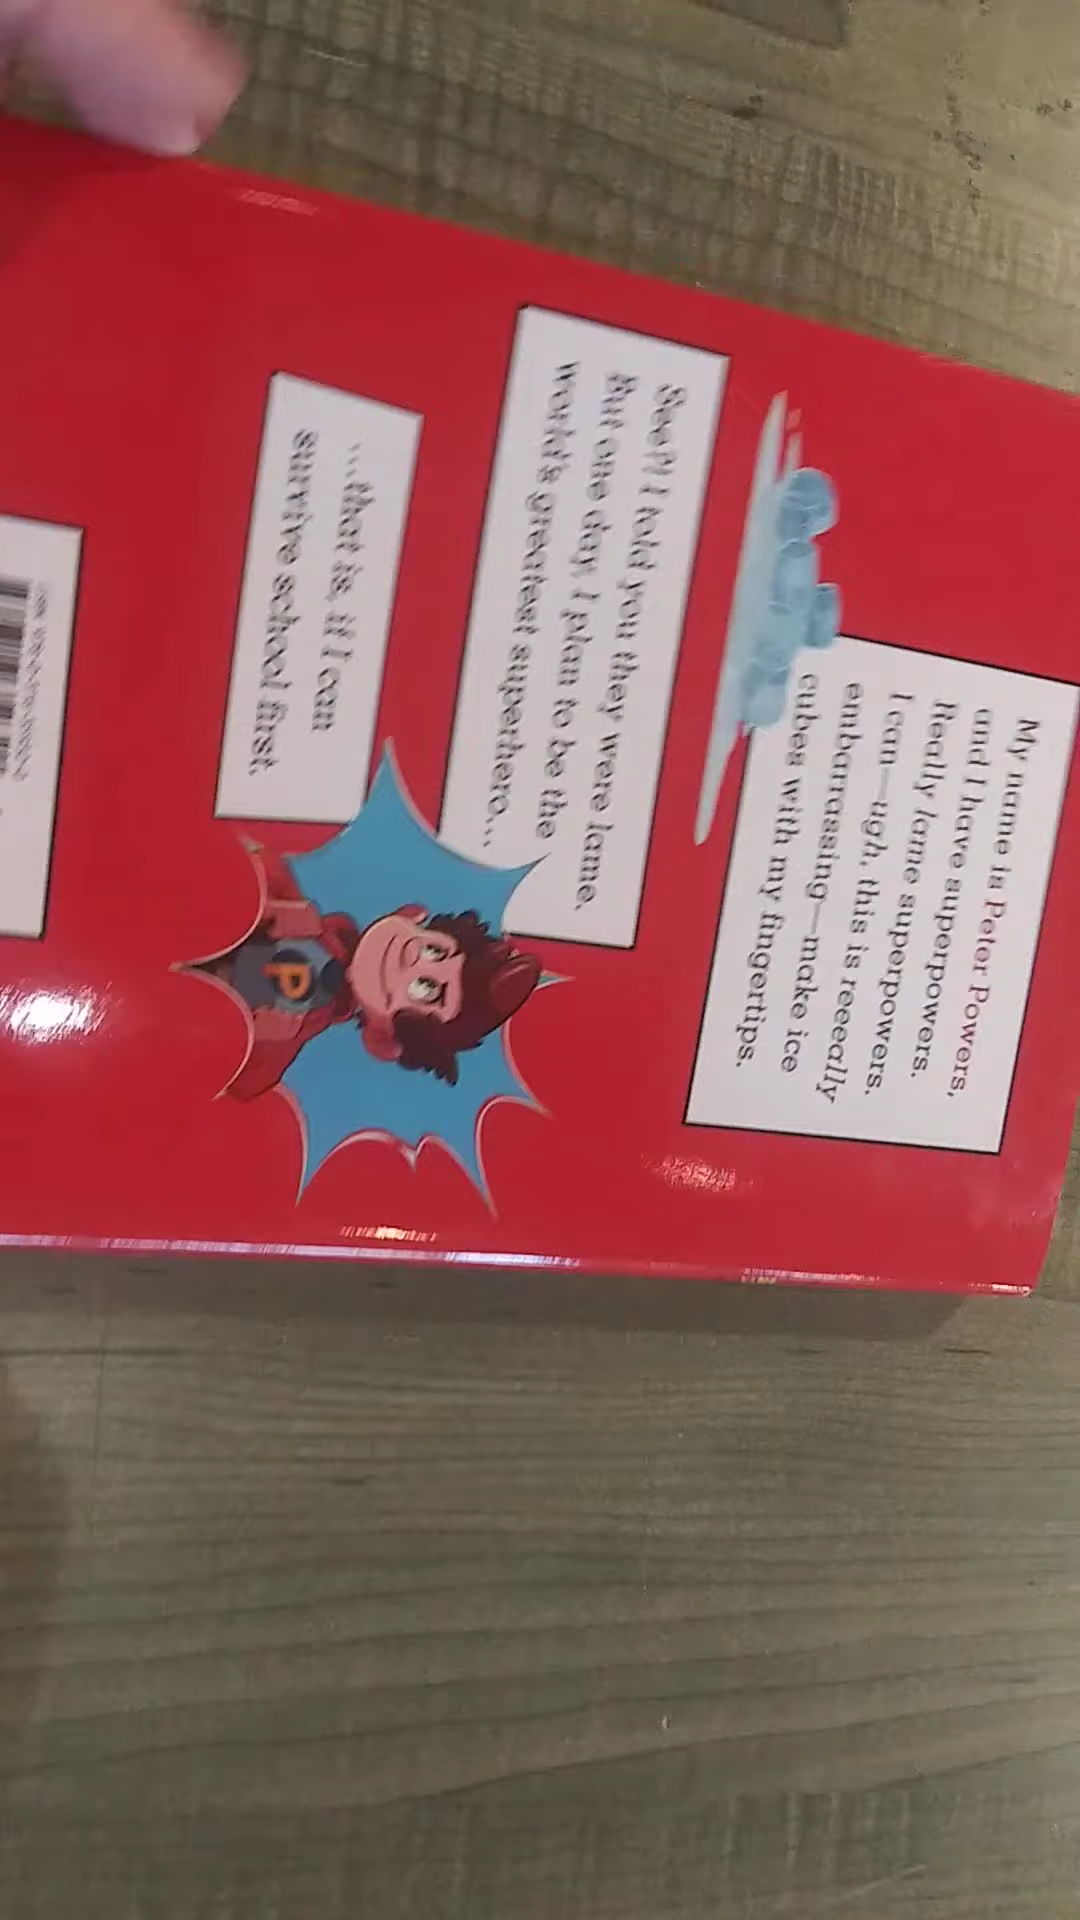 My name is Peter Powers,
and I have superpowers.
Really lame superpowers.
I can—ugh, this is reeeally
embarrassing—make ice
cubes with my fingertips.
See?! I told you they were lame.
But one day, I plan to be the
world's greatest superhero...
...that is, if I can
survive school first.
P